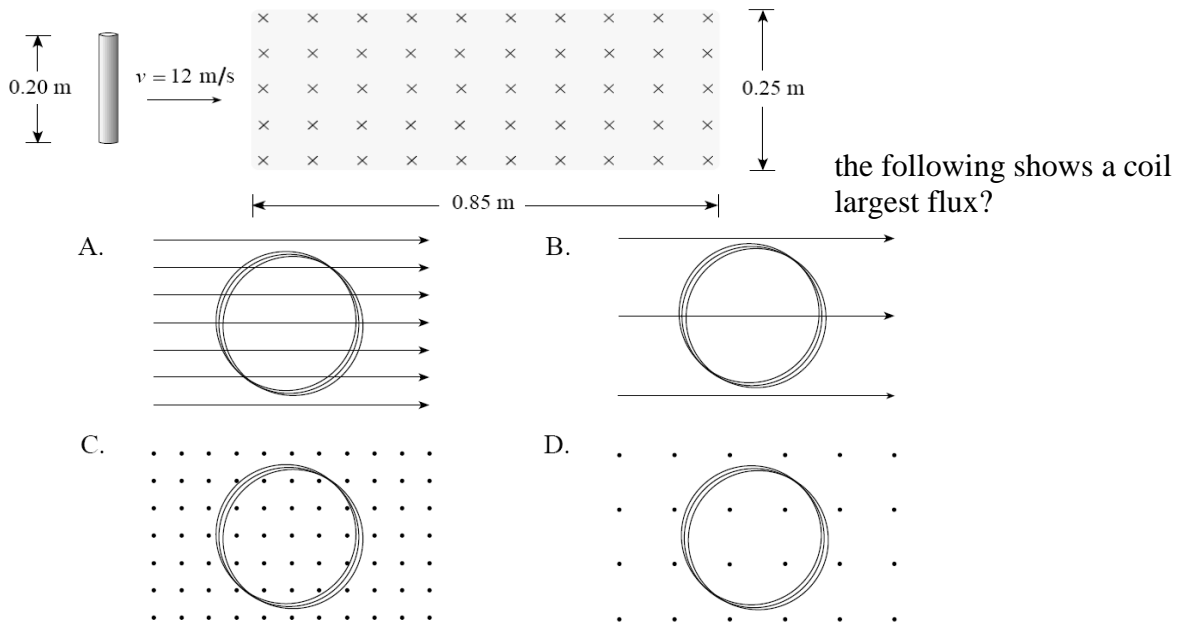 0.20 m
v = 12 m/s
0.25 m
0.85 m
the following shows a coil
largest flux?
A.
B.
C.
D.